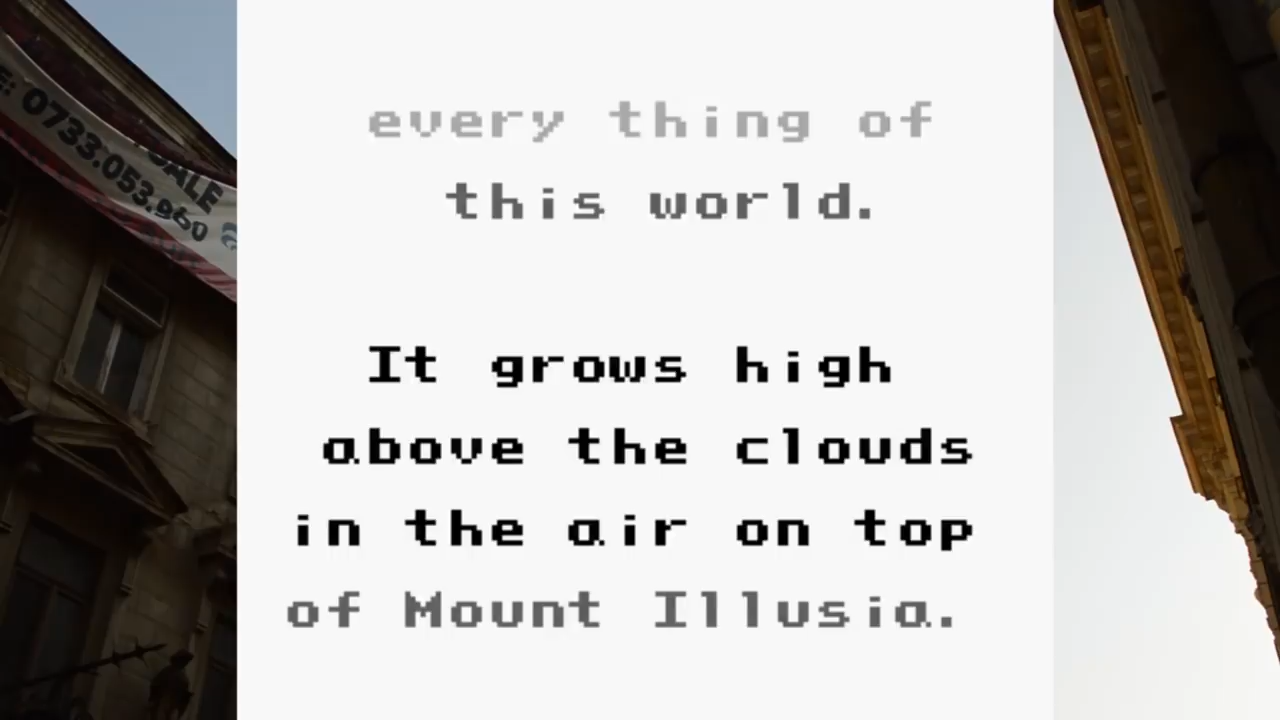 E: 0733.053.960
SALE
every thing of
this world.
It grows high
above the clouds
in the air on top
of Mount Illusia.